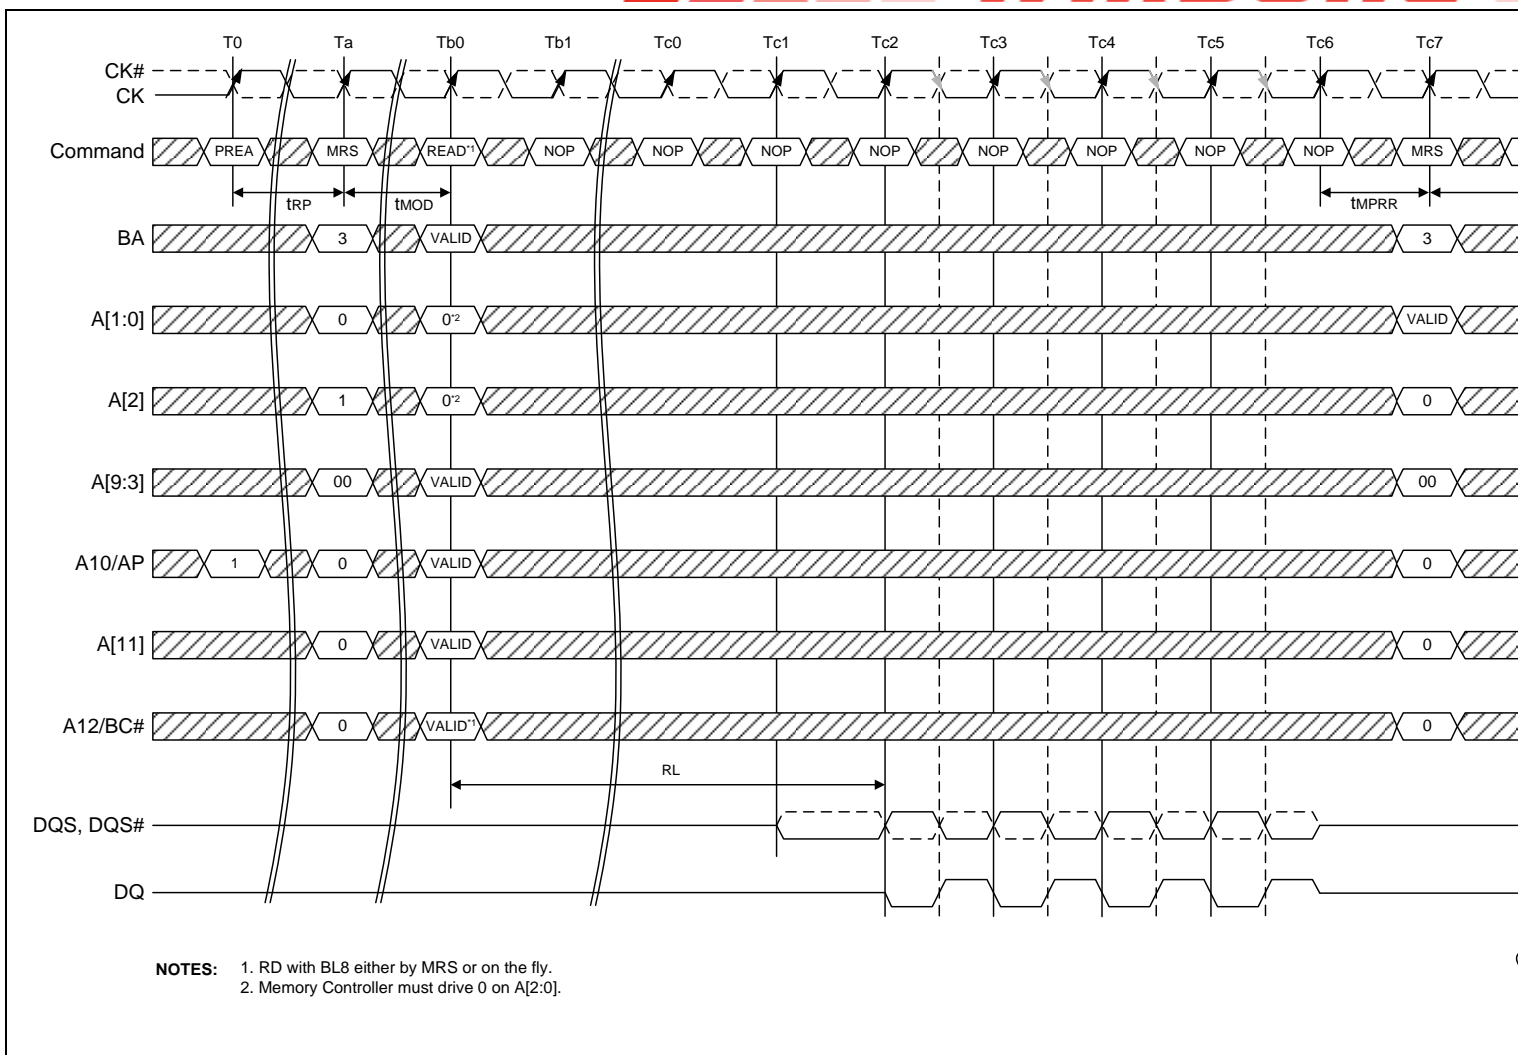 T0 Ta Tb0 Tb1 Tc0 Tc1 Tc2 Tc3 Tc4 Tc5 Tc6 Tc7
CK#
CK
Command PREA MRS READ*1 NOP NOP NOP NOP NOP NOP NOP NOP MRS
tRP tMOD tMPRR
BA 3 VALID 3
A[1:0] 0 0*2 VALID
A[2] 1 0*2 0
A[9:3] 00 VALID 00
A10/AP 1 0 VALID 0
A[11] 0 VALID 0
A12/BC# 0 VALID*1 0
RL
DQS, DQS#
DQ
NOTES: 1. RD with BL8 either by MRS or on the fly.
2. Memory Controller must drive 0 on A[2:0].